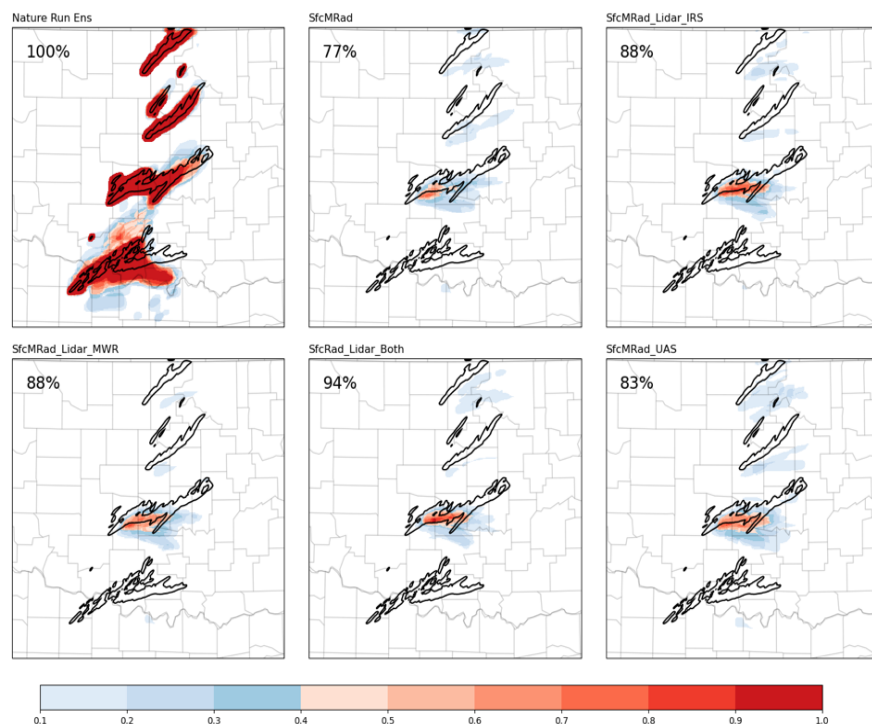 Nature Run Ens
100%
SfcMRad
77%
SfcMRad_Lidar_IRS
88%
SfcMRad_Lidar_MWR
88%
SfcRad_Lidar_Both
94%
SfcMRad_UAS
83%
0.1 0.2 0.3 0.4 0.5 0.6 0.7 0.8 0.9 1.0